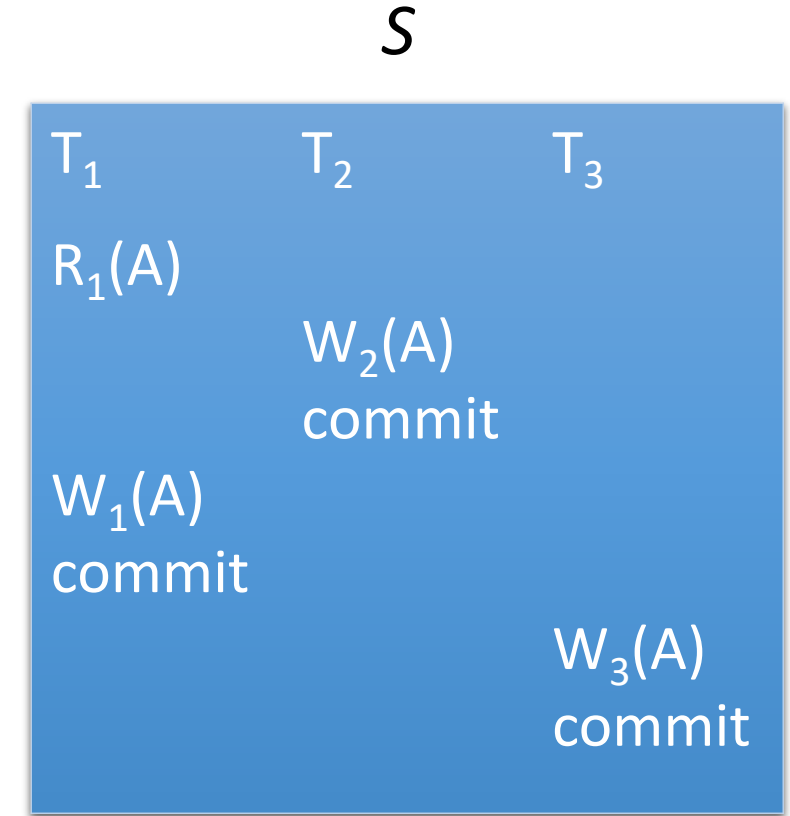 S
T₁ T₂ T₃
R₁(A)
W₂(A)
commit
W₁(A)
commit
W₃(A)
commit